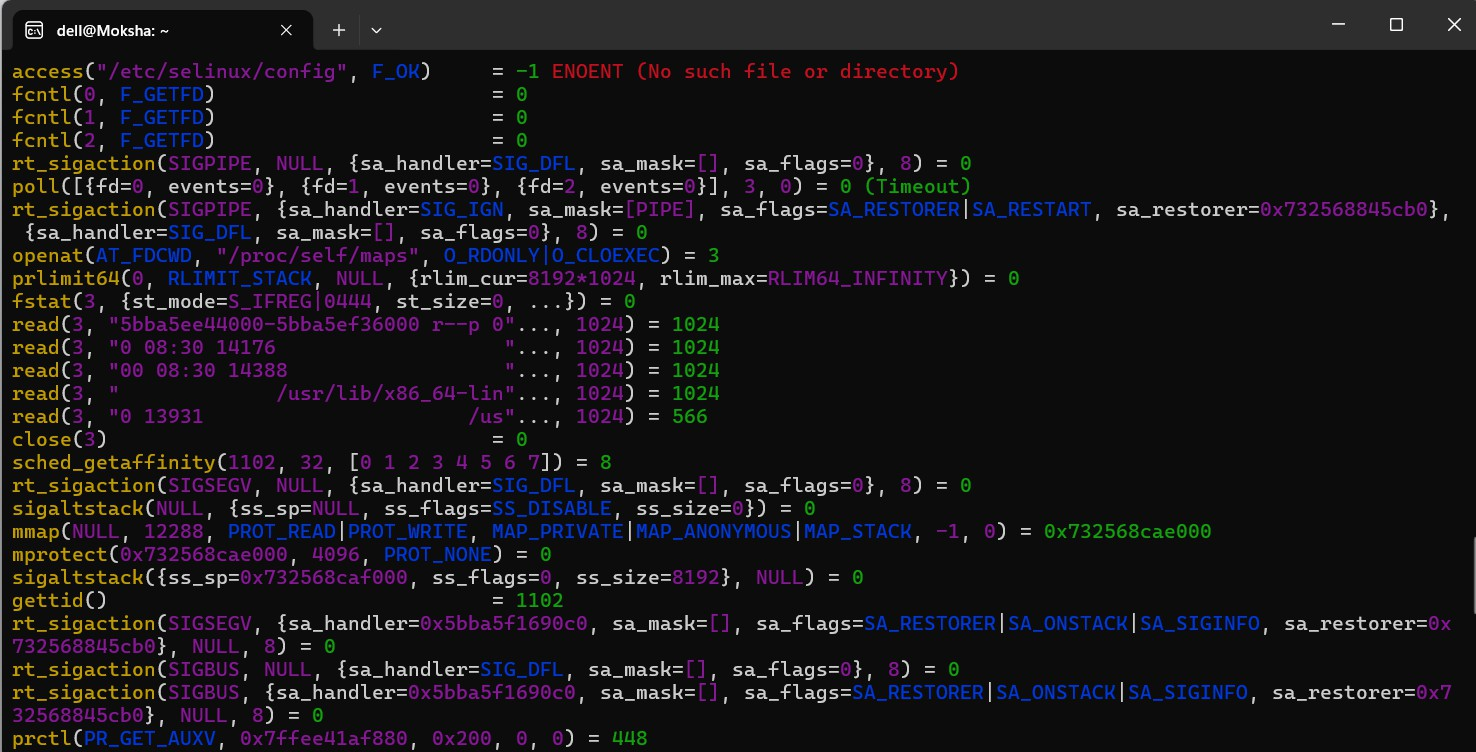 dell@Moksha: ~
access("/etc/selinux/config", F_OK)     = -1 ENOENT (No such file or directory)
fcntl(0, F_GETFD)                       = 0
fcntl(1, F_GETFD)                       = 0
fcntl(2, F_GETFD)                       = 0
rt_sigaction(SIGPIPE, NULL, {sa_handler=SIG_DFL, sa_mask=[], sa_flags=0}, 8) = 0
poll([{fd=0, events=0}, {fd=1, events=0}, {fd=2, events=0}], 3, 0) = 0 (Timeout)
rt_sigaction(SIGPIPE, {sa_handler=SIG_IGN, sa_mask=[PIPE], sa_flags=SA_RESTORER|SA_RESTART, sa_restorer=0x732568845cb0},
 {sa_handler=SIG_DFL, sa_mask=[], sa_flags=0}, 8) = 0
openat(AT_FDCWD, "/proc/self/maps", O_RDONLY|O_CLOEXEC) = 3
prlimit64(0, RLIMIT_STACK, NULL, {rlim_cur=8192*1024, rlim_max=RLIM64_INFINITY}) = 0
fstat(3, {st_mode=S_IFREG|0444, st_size=0, ...}) = 0
read(3, "5bba5ee44000-5bba5ef36000 r--p 0"..., 1024) = 1024
read(3, "0 08:30 14176                   "..., 1024) = 1024
read(3, "00 08:30 14388                  "..., 1024) = 1024
read(3, "             /usr/lib/x86_64-lin"..., 1024) = 1024
read(3, "0 13931                      /us"..., 1024) = 566
close(3)                                = 0
sched_getaffinity(1102, 32, [0 1 2 3 4 5 6 7]) = 8
rt_sigaction(SIGSEGV, NULL, {sa_handler=SIG_DFL, sa_mask=[], sa_flags=0}, 8) = 0
sigaltstack(NULL, {ss_sp=NULL, ss_flags=SS_DISABLE, ss_size=0}) = 0
mmap(NULL, 12288, PROT_READ|PROT_WRITE, MAP_PRIVATE|MAP_ANONYMOUS|MAP_STACK, -1, 0) = 0x732568cae000
mprotect(0x732568cae000, 4096, PROT_NONE) = 0
sigaltstack({ss_sp=0x732568caf000, ss_flags=0, ss_size=8192}, NULL) = 0
gettid()                                = 1102
rt_sigaction(SIGSEGV, {sa_handler=0x5bba5f1690c0, sa_mask=[], sa_flags=SA_RESTORER|SA_ONSTACK|SA_SIGINFO, sa_restorer=0x
732568845cb0}, NULL, 8) = 0
rt_sigaction(SIGBUS, NULL, {sa_handler=SIG_DFL, sa_mask=[], sa_flags=0}, 8) = 0
rt_sigaction(SIGBUS, {sa_handler=0x5bba5f1690c0, sa_mask=[], sa_flags=SA_RESTORER|SA_ONSTACK|SA_SIGINFO, sa_restorer=0x7
32568845cb0}, NULL, 8) = 0
prctl(PR_GET_AUXV, 0x7ffee41af880, 0x200, 0, 0) = 448